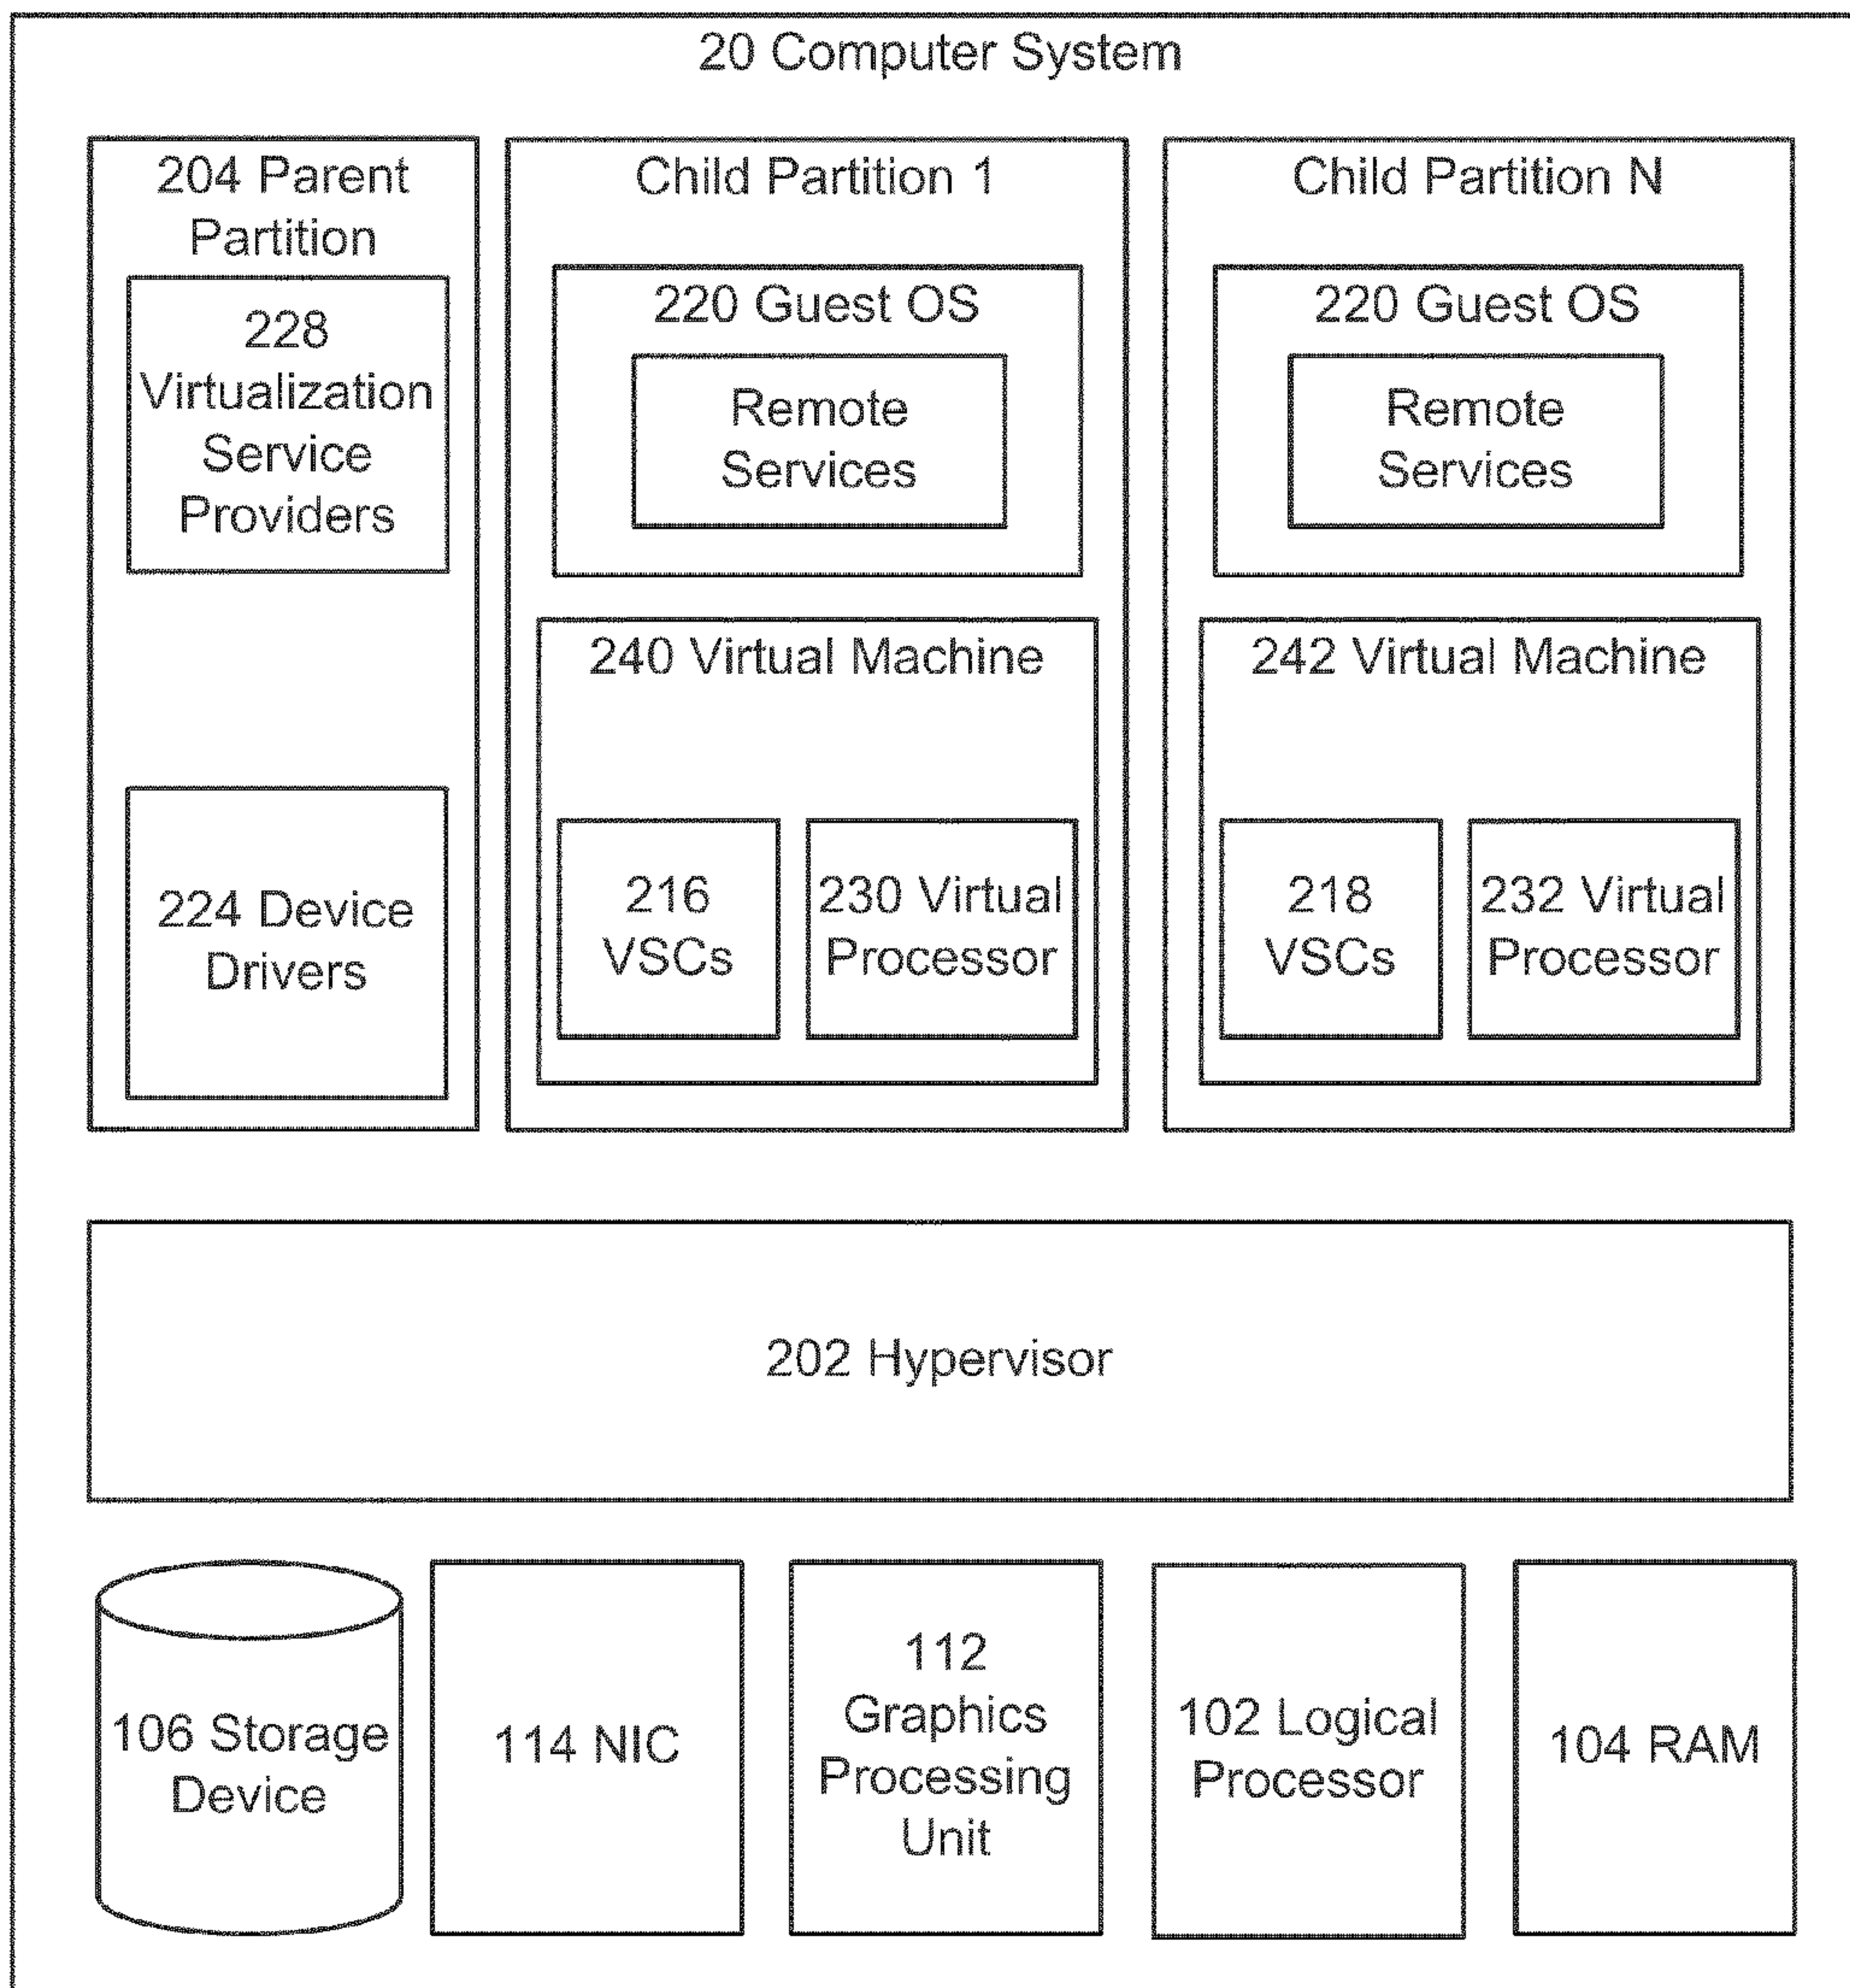 20 Computer System
204 Parent
Partition
228
Virtualization
Service
Providers
224 Device
Drivers
Child Partition 1
220 Guest OS
Remote
Services
240 Virtual Machine
216
VSCs
230 Virtual
Processor
Child Partition N
220 Guest OS
Remote
Services
242 Virtual Machine
218
VSCs
232 Virtual
Processor
202 Hypervisor
106 Storage
Device
114 NIC
112
Graphics
Processing
Unit
102 Logical
Processor
104 RAM